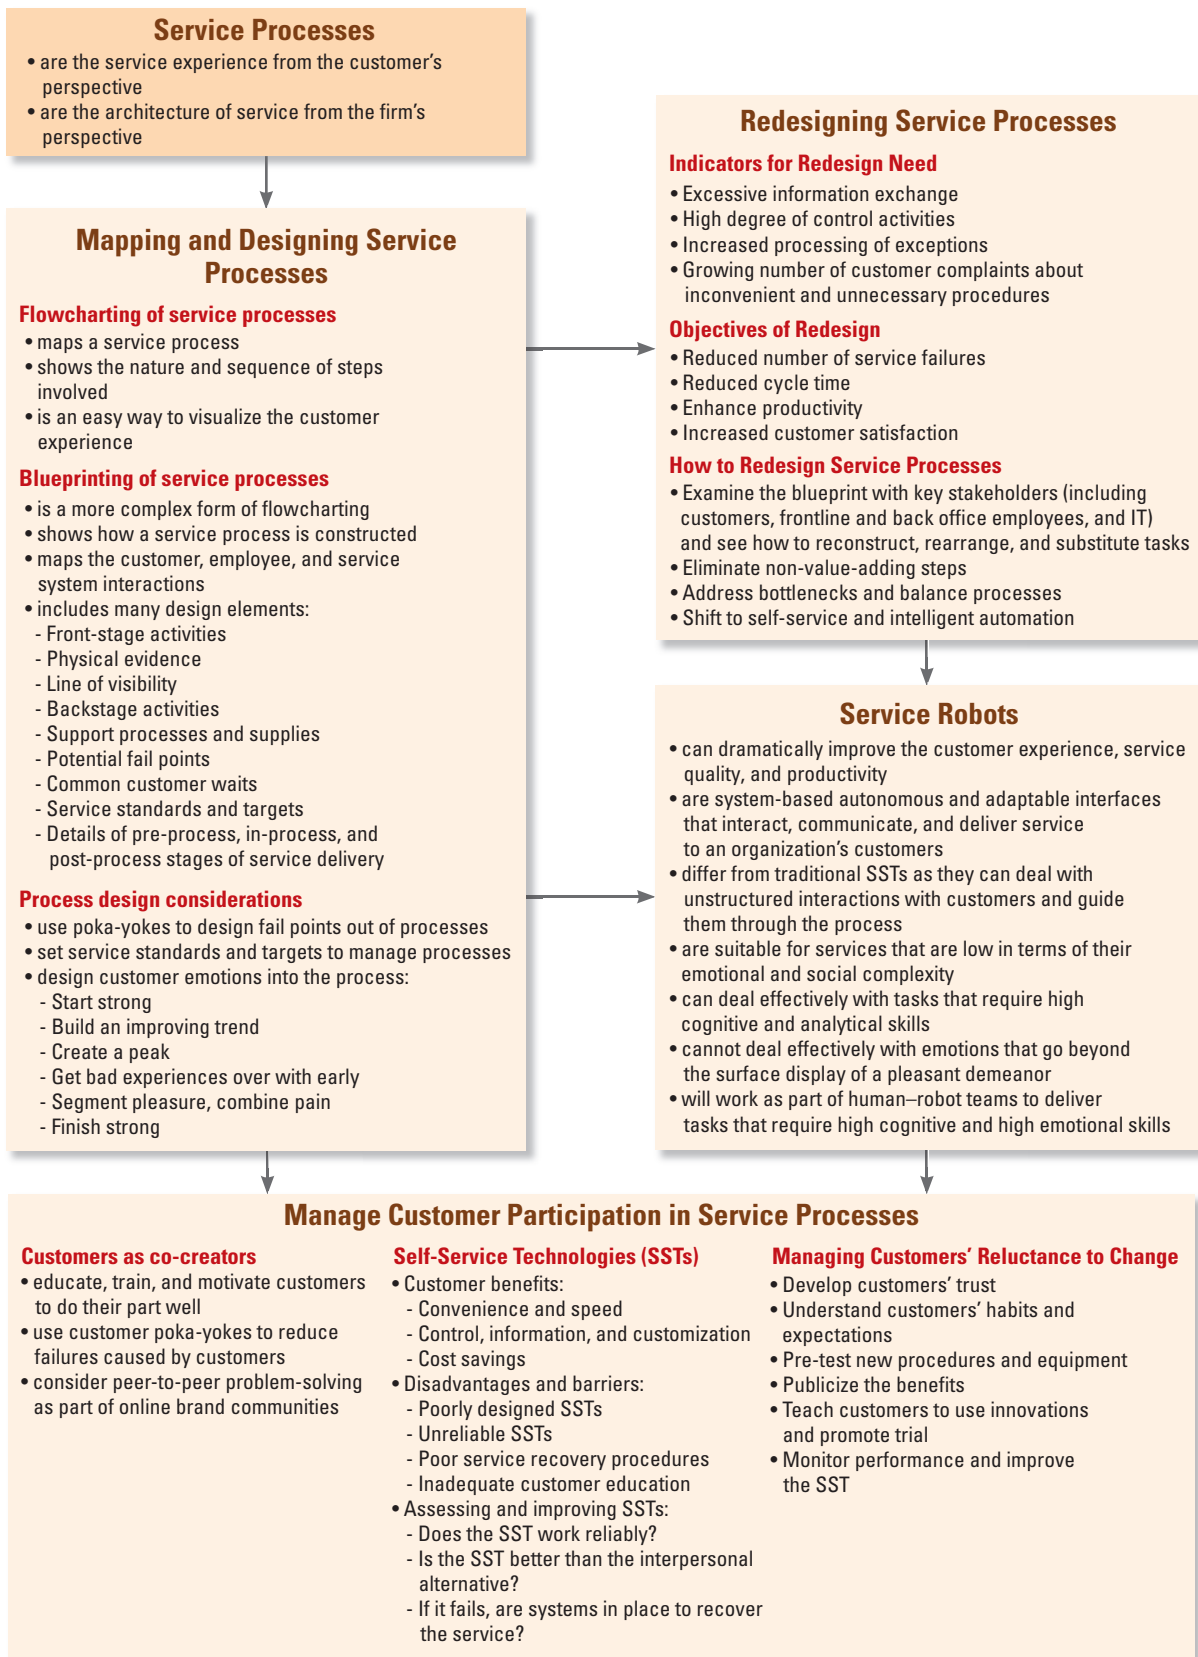 Service Processes
• are the service experience from the customer's
perspective
• are the architecture of service from the firm's
perspective
Mapping and Designing Service
Processes
Flowcharting of service processes
• maps a service process
• shows the nature and sequence of steps
involved
• is an easy way to visualize the customer
experience
Blueprinting of service processes
• is a more complex form of flowcharting
• shows how a service process is constructed
• maps the customer, employee, and service
system interactions
• includes many design elements:
- Front-stage activities
- Physical evidence
- Line of visibility
- Backstage activities
- Support processes and supplies
- Potential fail points
- Common customer waits
- Service standards and targets
- Details of pre-process, in-process, and
post-process stages of service delivery
Process design considerations
• use poka-yokes to design fail points out of processes
• set service standards and targets to manage processes
• design customer emotions into the process:
- Start strong
- Build an improving trend
- Create a peak
- Get bad experiences over with early
- Segment pleasure, combine pain
- Finish strong
Redesigning Service Processes
Indicators for Redesign Need
• Excessive information exchange
• High degree of control activities
• Increased processing of exceptions
• Growing number of customer complaints about
inconvenient and unnecessary procedures
Objectives of Redesign
• Reduced number of service failures
• Reduced cycle time
• Enhance productivity
• Increased customer satisfaction
How to Redesign Service Processes
• Examine the blueprint with key stakeholders (including
customers, frontline and back office employees, and IT)
and see how to reconstruct, rearrange, and substitute tasks
• Eliminate non-value-adding steps
• Address bottlenecks and balance processes
• Shift to self-service and intelligent automation
Service Robots
• can dramatically improve the customer experience, service
quality, and productivity
• are system-based autonomous and adaptable interfaces
that interact, communicate, and deliver service
to an organization's customers
• differ from traditional SSTs as they can deal with
unstructured interactions with customers and guide
them through the process
• are suitable for services that are low in terms of their
emotional and social complexity
• can deal effectively with tasks that require high
cognitive and analytical skills
• cannot deal effectively with emotions that go beyond
the surface display of a pleasant demeanor
• will work as part of human–robot teams to deliver
tasks that require high cognitive and high emotional skills
Manage Customer Participation in Service Processes
Customers as co-creators
• educate, train, and motivate customers
to do their part well
• use customer poka-yokes to reduce
failures caused by customers
• consider peer-to-peer problem-solving
as part of online brand communities
Self-Service Technologies (SSTs)
• Customer benefits:
- Convenience and speed
- Control, information, and customization
- Cost savings
• Disadvantages and barriers:
- Poorly designed SSTs
- Unreliable SSTs
- Poor service recovery procedures
- Inadequate customer education
• Assessing and improving SSTs:
- Does the SST work reliably?
- Is the SST better than the interpersonal
alternative?
- If it fails, are systems in place to recover
the service?
Managing Customers' Reluctance to Change
• Develop customers' trust
• Understand customers' habits and
expectations
• Pre-test new procedures and equipment
• Publicize the benefits
• Teach customers to use innovations
and promote trial
• Monitor performance and improve
the SST